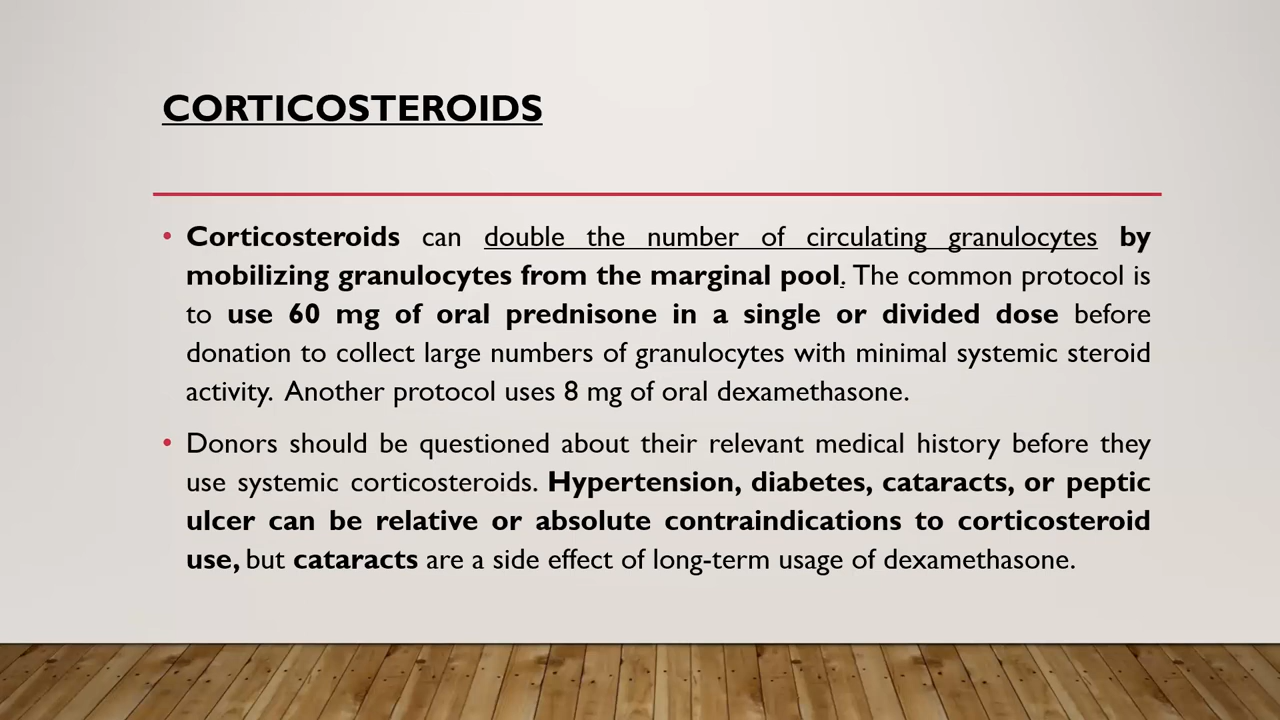 CORTICOSTEROIDS
• Corticosteroids can double the number of circulating granulocytes by
mobilizing granulocytes from the marginal pool. The common protocol is
to use 60 mg of oral prednisone in a single or divided dose before
donation to collect large numbers of granulocytes with minimal systemic steroid
activity. Another protocol uses 8 mg of oral dexamethasone.
• Donors should be questioned about their relevant medical history before they
use systemic corticosteroids. Hypertension, diabetes, cataracts, or peptic
ulcer can be relative or absolute contraindications to corticosteroid
use, but cataracts are a side effect of long-term usage of dexamethasone.